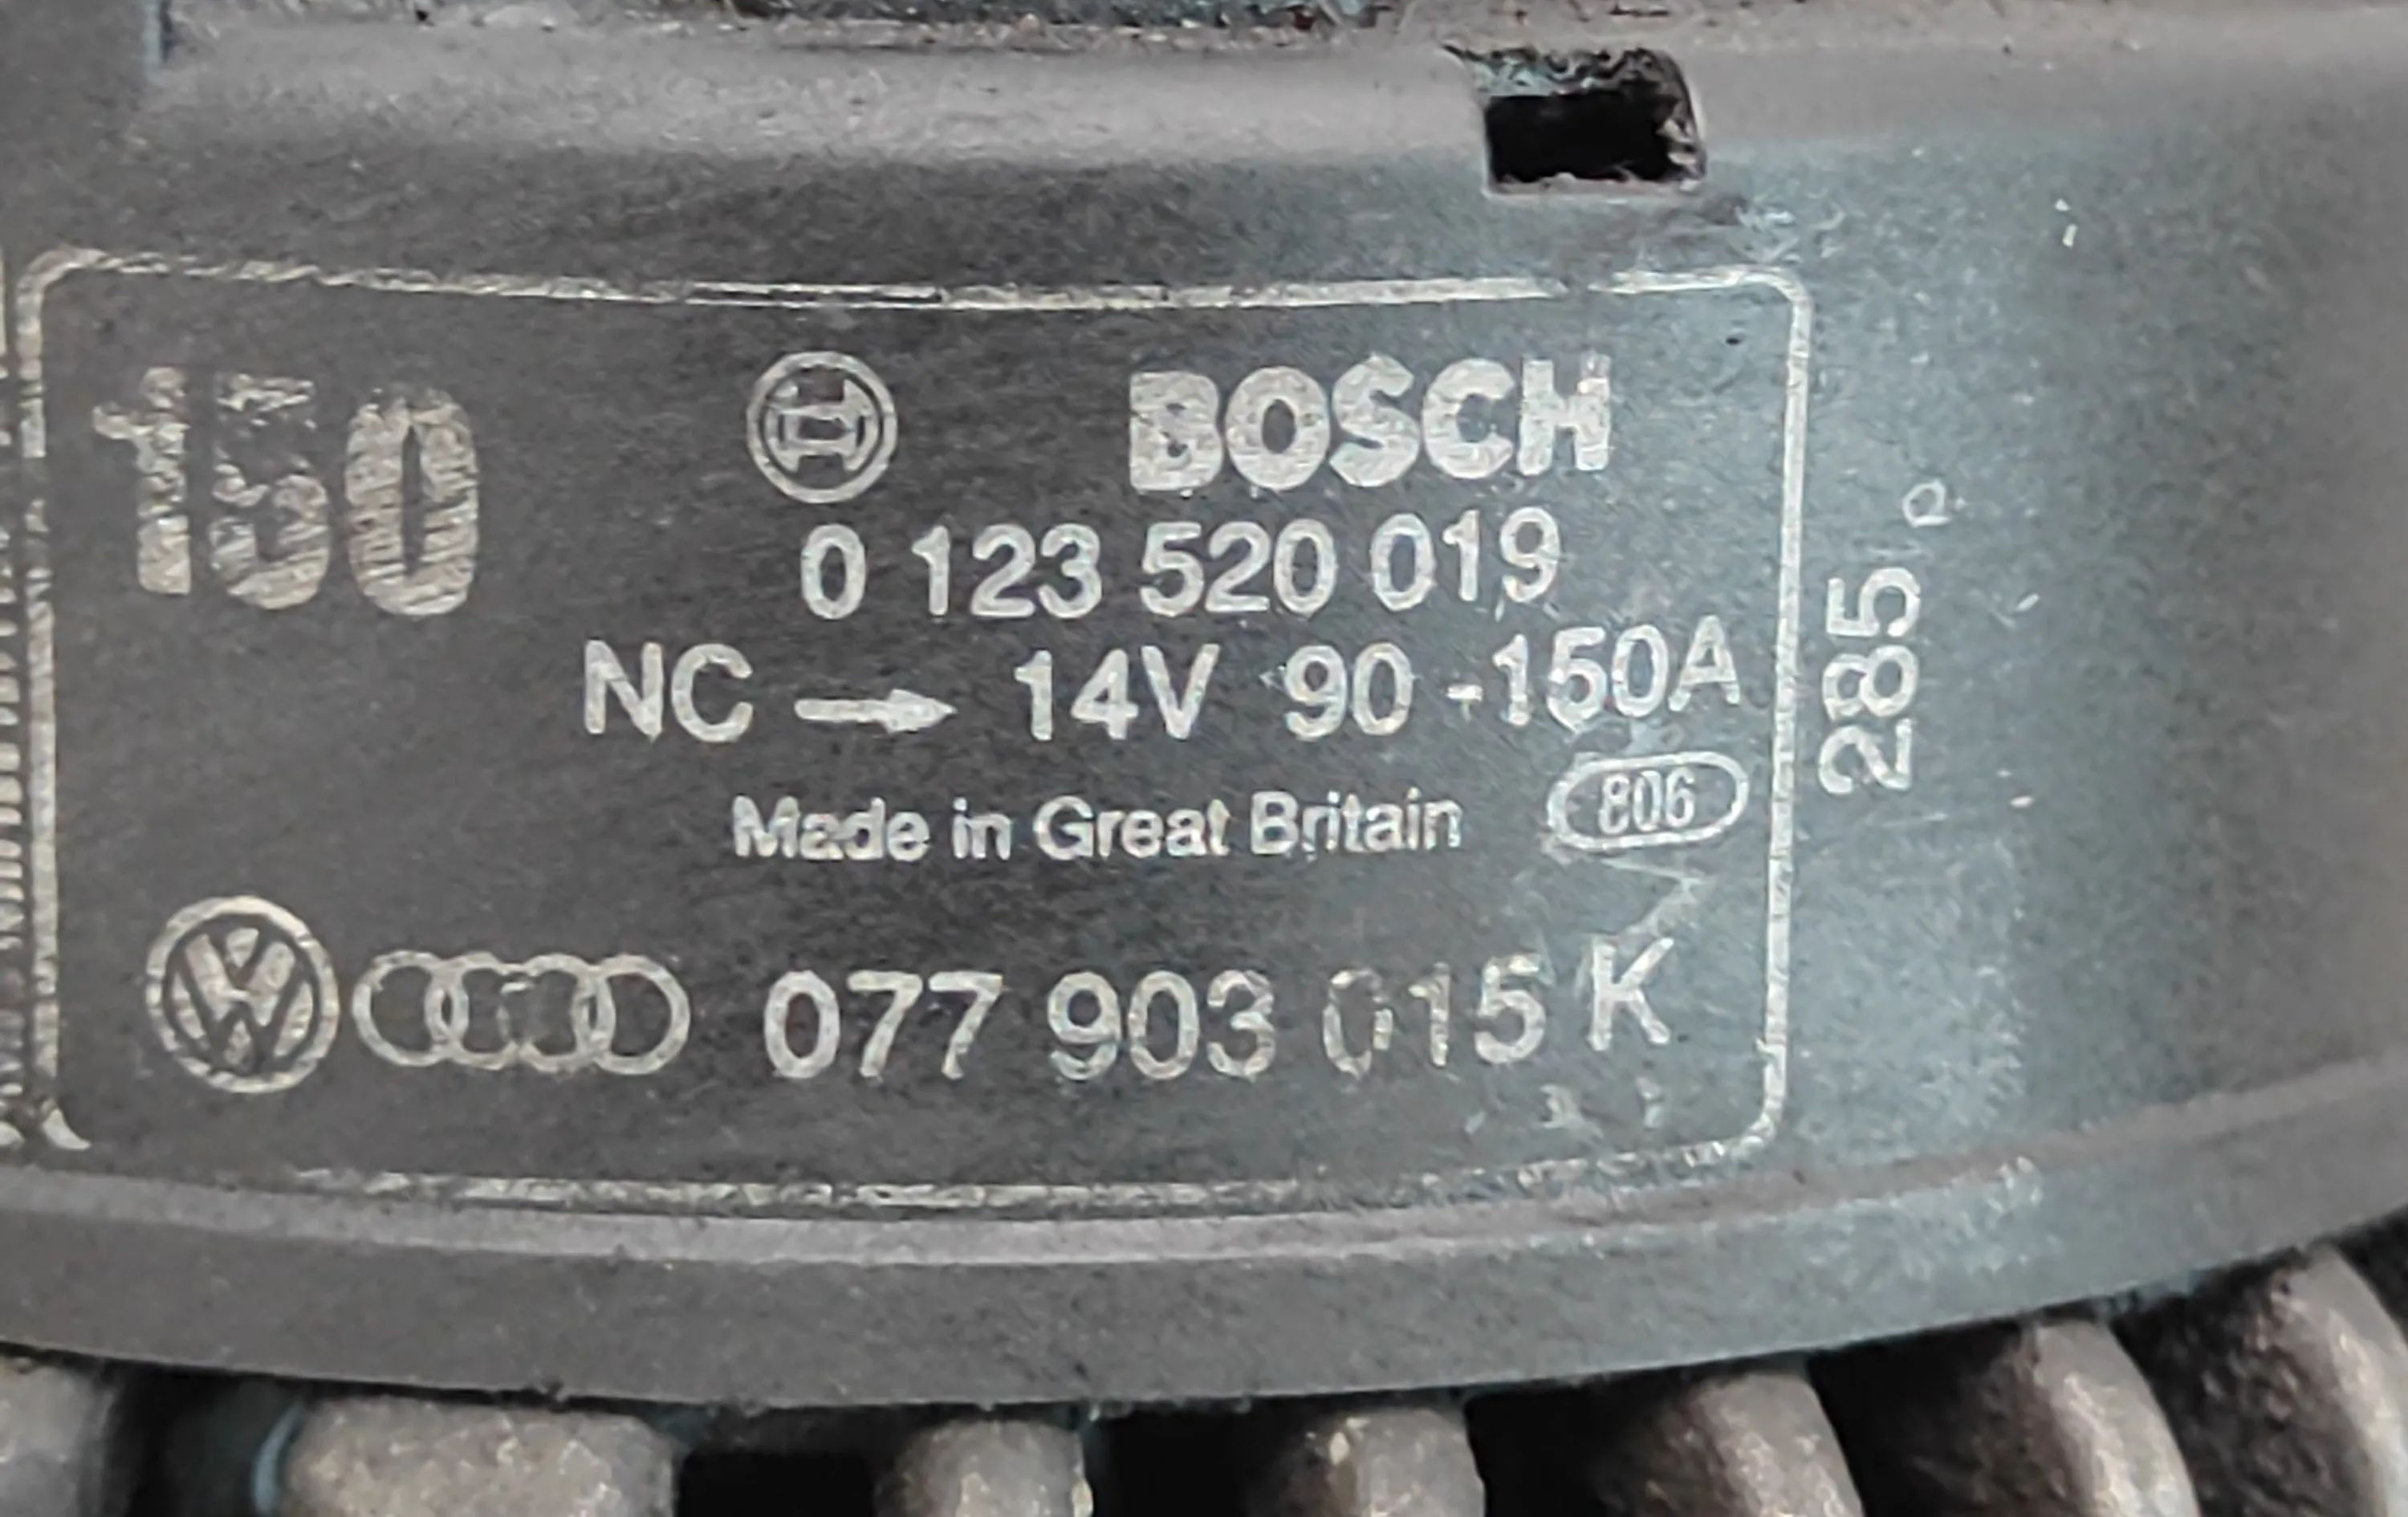 150
BOSCH
0 123 520 019
NC → 14V 90 -150A
Made in Great Britain
806
077 903 015 K
285